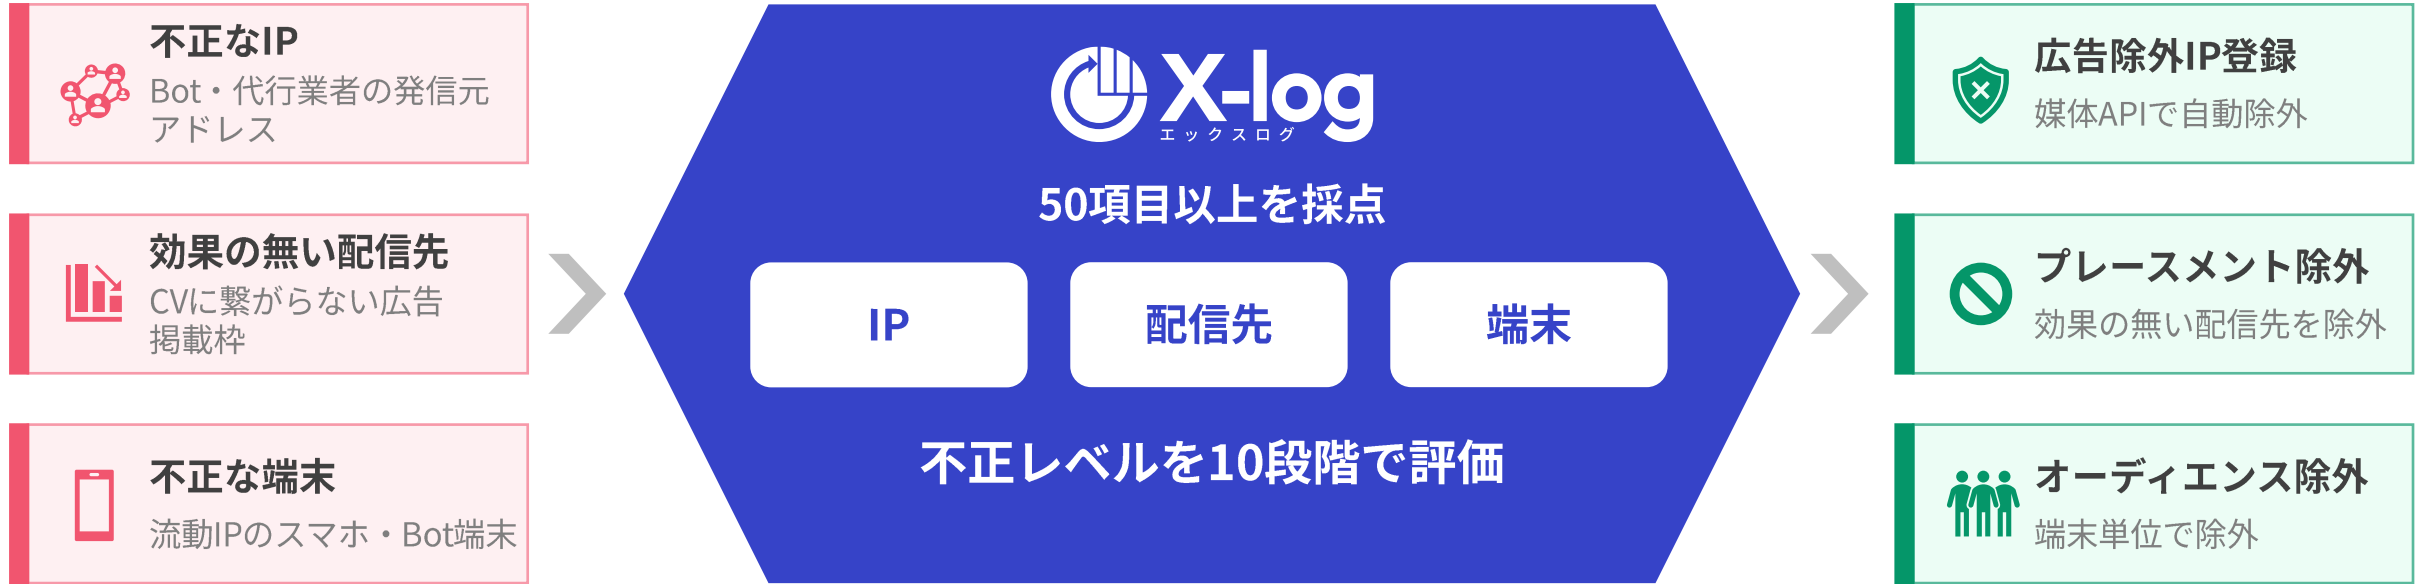 不正なIP
Bot・代行業者の発信元
アドレス
効果の無い配信先
CVに繋がらない広告
掲載枠
不正な端末
流動IPのスマホ・Bot端末
X-log
エックスログ
50項目以上を採点
IP
配信先
端末
不正レベルを10段階で評価
広告除外IP登録
媒体APIで自動除外
プレースメント除外
効果の無い配信先を除外
オーディエンス除外
端末単位で除外